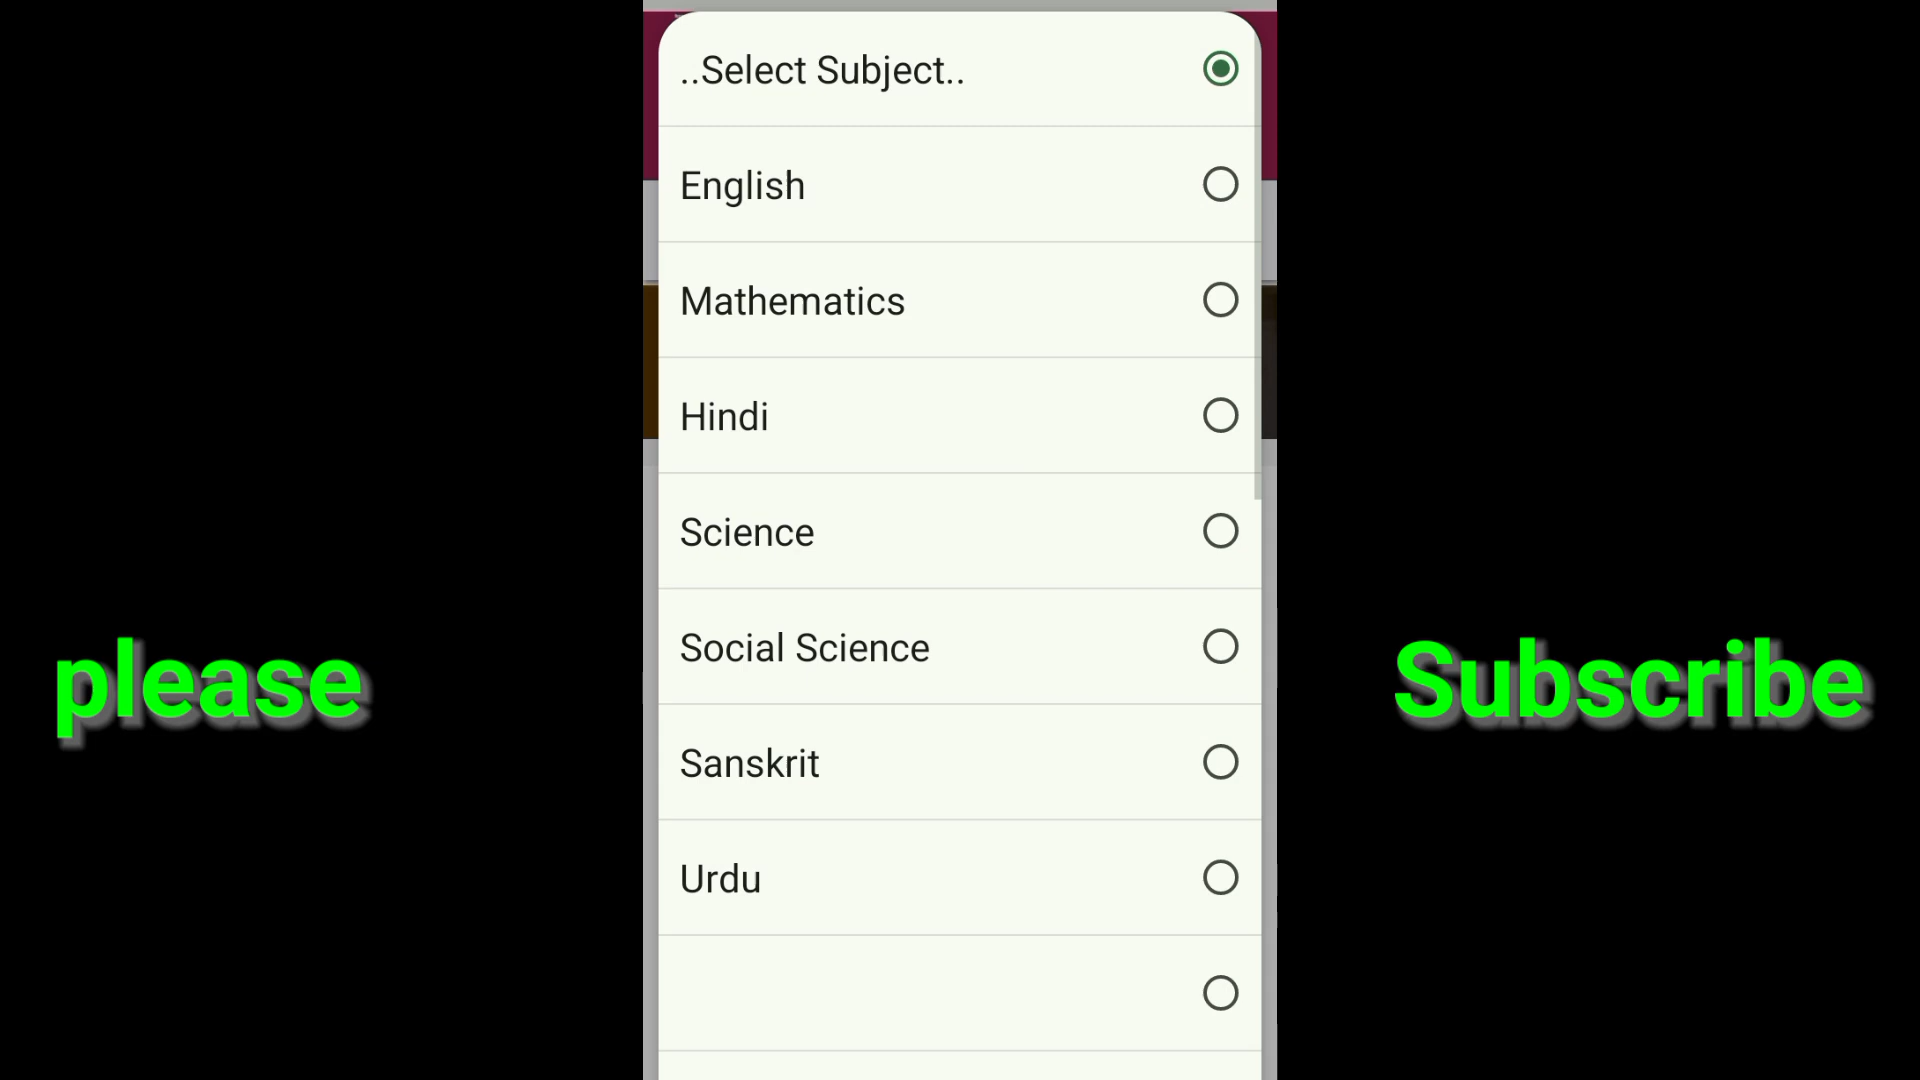 ..Select Subject..
English
Mathematics
Hindi
Science
Social Science
Sanskrit
Urdu
please
Subscribe